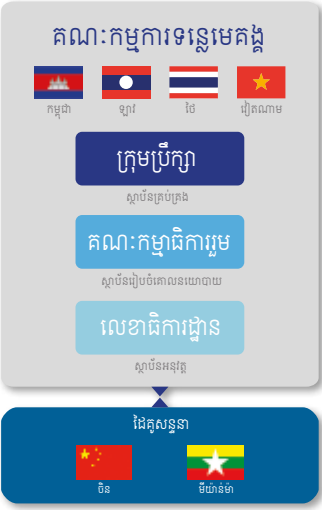 គណៈកម្មការទន្លេមេគង្គ
កម្ពុជា ឡាវ ថៃ វៀតណាម
ក្រុមប្រឹក្សា
ស្ថាប័នគ្រប់គ្រង
គណៈកម្មាធិការរួម
ស្ថាប័នរៀបចំគោលនយោបាយ
លេខាធិការដ្ឋាន
ស្ថាប័នអនុវត្ត
ដៃគូសន្ទនា
ចិន មីយ៉ាន់ម៉ា